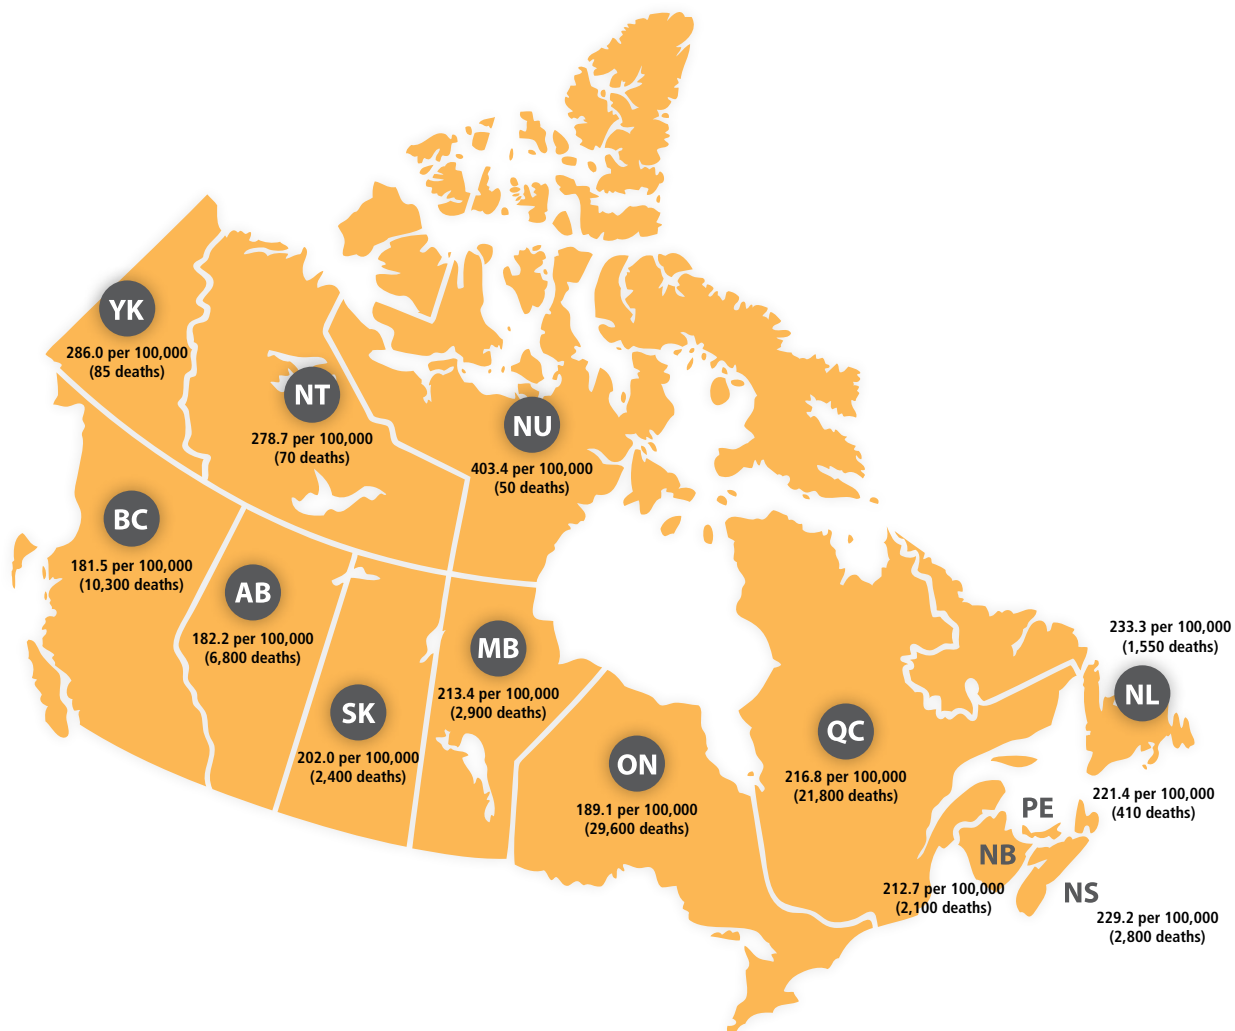 YK
286.0 per 100,000
(85 deaths)
NT
278.7 per 100,000
(70 deaths)
NU
403.4 per 100,000
(50 deaths)
BC
181.5 per 100,000
(10,300 deaths)
AB
182.2 per 100,000
(6,800 deaths)
SK
202.0 per 100,000
(2,400 deaths)
MB
213.4 per 100,000
(2,900 deaths)
ON
189.1 per 100,000
(29,600 deaths)
QC
216.8 per 100,000
(21,800 deaths)
233.3 per 100,000
(1,550 deaths)
NL
PE
221.4 per 100,000
(410 deaths)
NB
212.7 per 100,000
(2,100 deaths)
NS
229.2 per 100,000
(2,800 deaths)